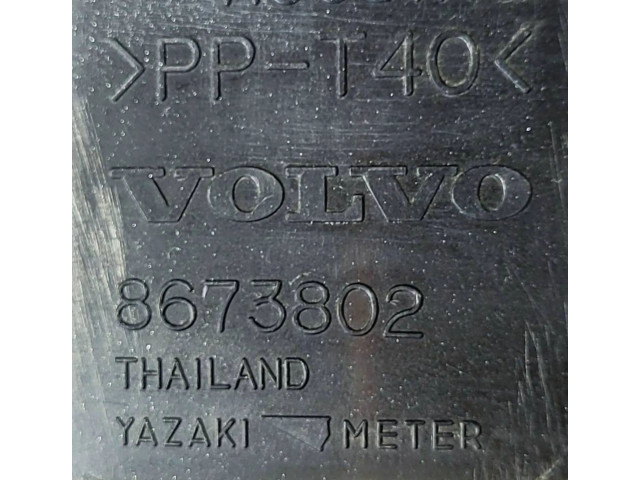 >PP-T40<
VOLVO
8673802
THAILAND
YAZAKI METER